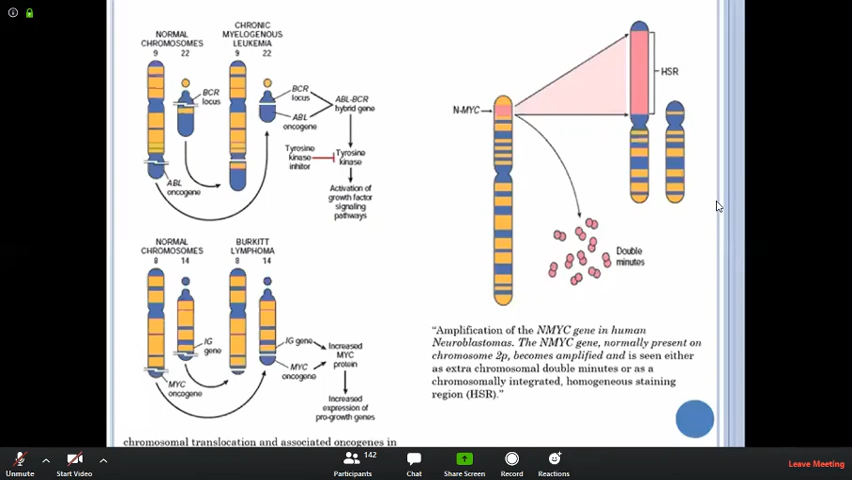 NORMAL
CHROMOSOMES
9 22
CHRONIC
MYELOGENOUS
LEUKEMIA
9 22
BCR
locus
ABL
oncogene
BCR
locus
ABL
oncogene
ABL-BCR
hybrid gene
Tyrosine
kinase
inhitor
Tyrosine
kinase
Activation of
growth factor
signaling
pathways
NORMAL
CHROMOSOMES
8 14
BURKITT
LYMPHOMA
8 14
IG
gene
MYC
oncogene
IG gene
MYC
oncogene
Increased
MYC
protein
Increased
expression of
pro-growth genes
chromosomal translocation and associated oncogenes in
N-MYC
HSR
Double
minutes
"Amplification of the NMYC gene in human
Neuroblastomas. The NMYC gene, normally present on
chromosome 2p, becomes amplified and is seen either
as extra chromosomal double minutes or as a
chromosomally integrated, homogeneous staining
region (HSR)."
Unmute
Start Video
142
Participants
Chat
Share Screen
Record
Reactions
Leave Meeting